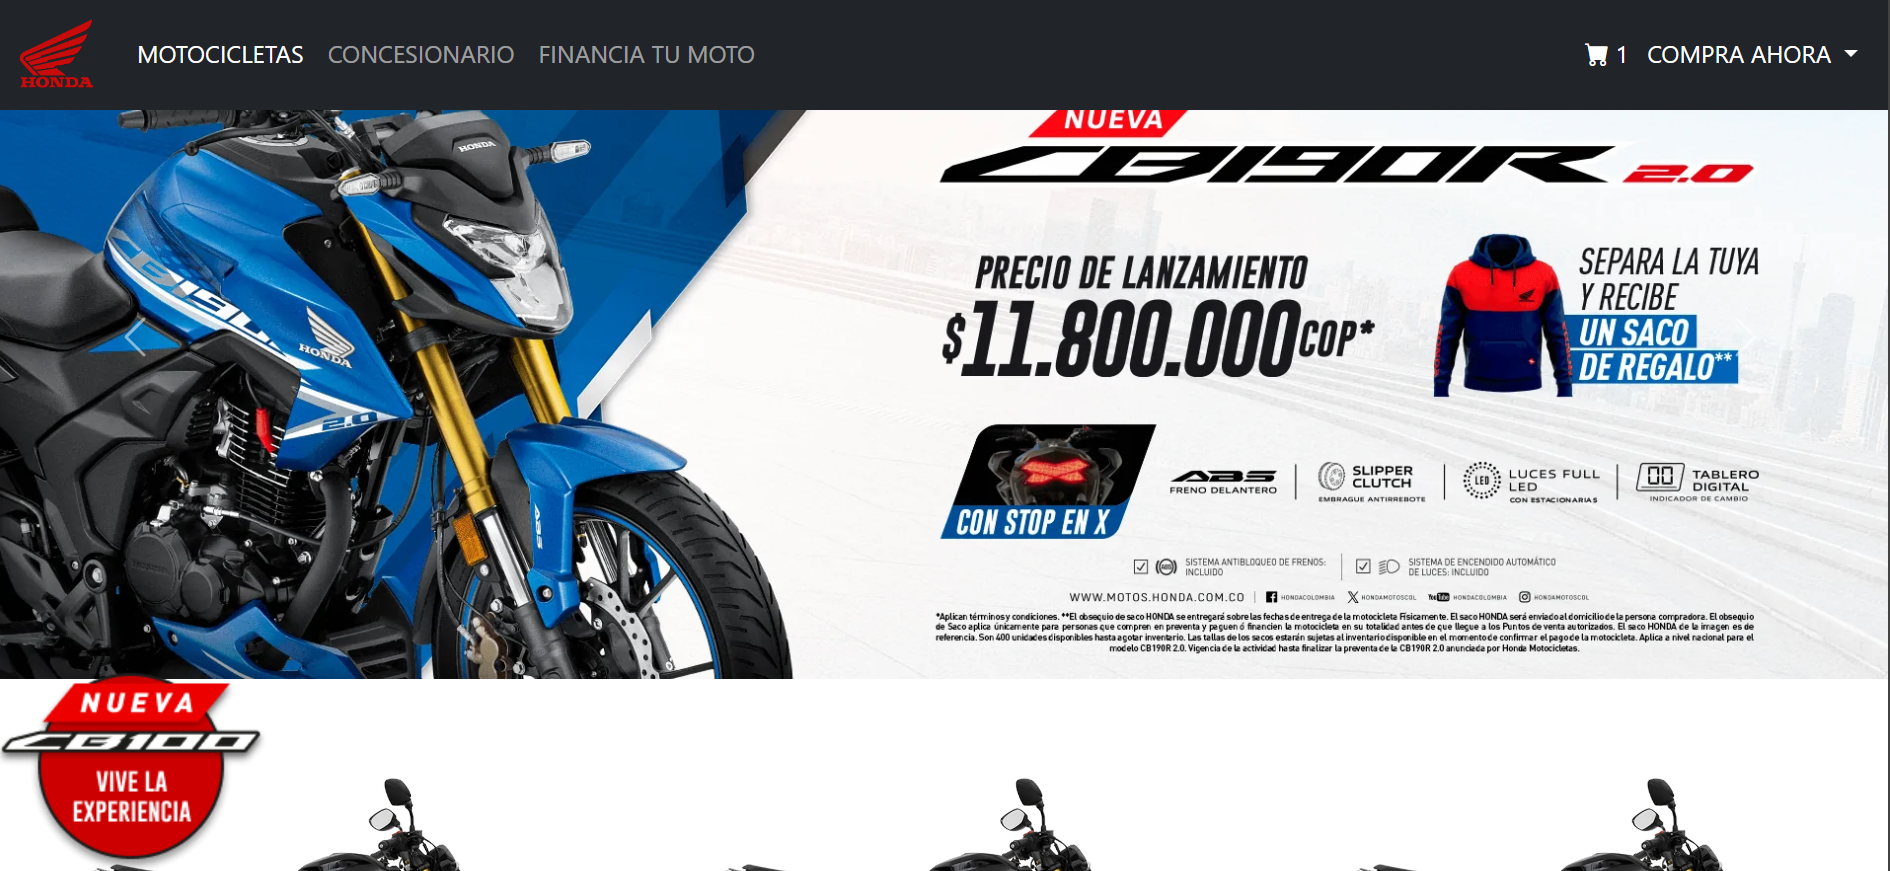 HONDA
MOTOCICLETAS CONCESIONARIO FINANCIA TU MOTO
1 COMPRA AHORA
HONDA
CB190R
HONDA
2.0
ABS
NUEVA
CB190R 2.0
PRECIO DE LANZAMIENTO
$11.800.000 COP*
SEPARA LA TUYA
Y RECIBE
UN SACO
DE REGALO**
CON STOP EN X
ABS
FRENO DELANTERO
SLIPPER
CLUTCH
EMBRAGUE ANTIRREBOTE
LED
LUCES FULL
LED
CON ESTACIONARIAS
TABLERO
DIGITAL
INDICADOR DE CAMBIO
SISTEMA ANTIBLOQUEO DE FRENOS:
INCLUIDO
SISTEMA DE ENCENDIDO AUTOMÁTICO
DE LUCES: INCLUIDO
WWW.MOTOS.HONDA.COM.CO | HONDACOLOMBIA HONDAMOTOSCOL YouTube HONDACOLOMBIA HONDAMOTOSCOL
*Aplican términos y condiciones. **El obsequio de saco HONDA se entregará sobre las fechas de entrega de la motocicleta Físicamente. El saco HONDA será enviado al domicilio de la persona compradora. El obsequio
de Saco aplica únicamente para personas que compren en preventa y paguen ó financien la motocicleta en su totalidad antes de que llegue a los Puntos de venta autorizados. El saco HONDA de la imagen es de
referencia. Son 400 unidades disponibles hasta agotar inventario. Las tallas de los sacos estarán sujetas al inventario disponible en el momento de confirmar el pago de la motocicleta. Aplica a nivel nacional para el
modelo CB190R 2.0. Vigencia de la actividad hasta finalizar la preventa de la CB190R 2.0 anunciada por Honda Motocicletas.
NUEVA
CB100
VIVE LA
EXPERIENCIA